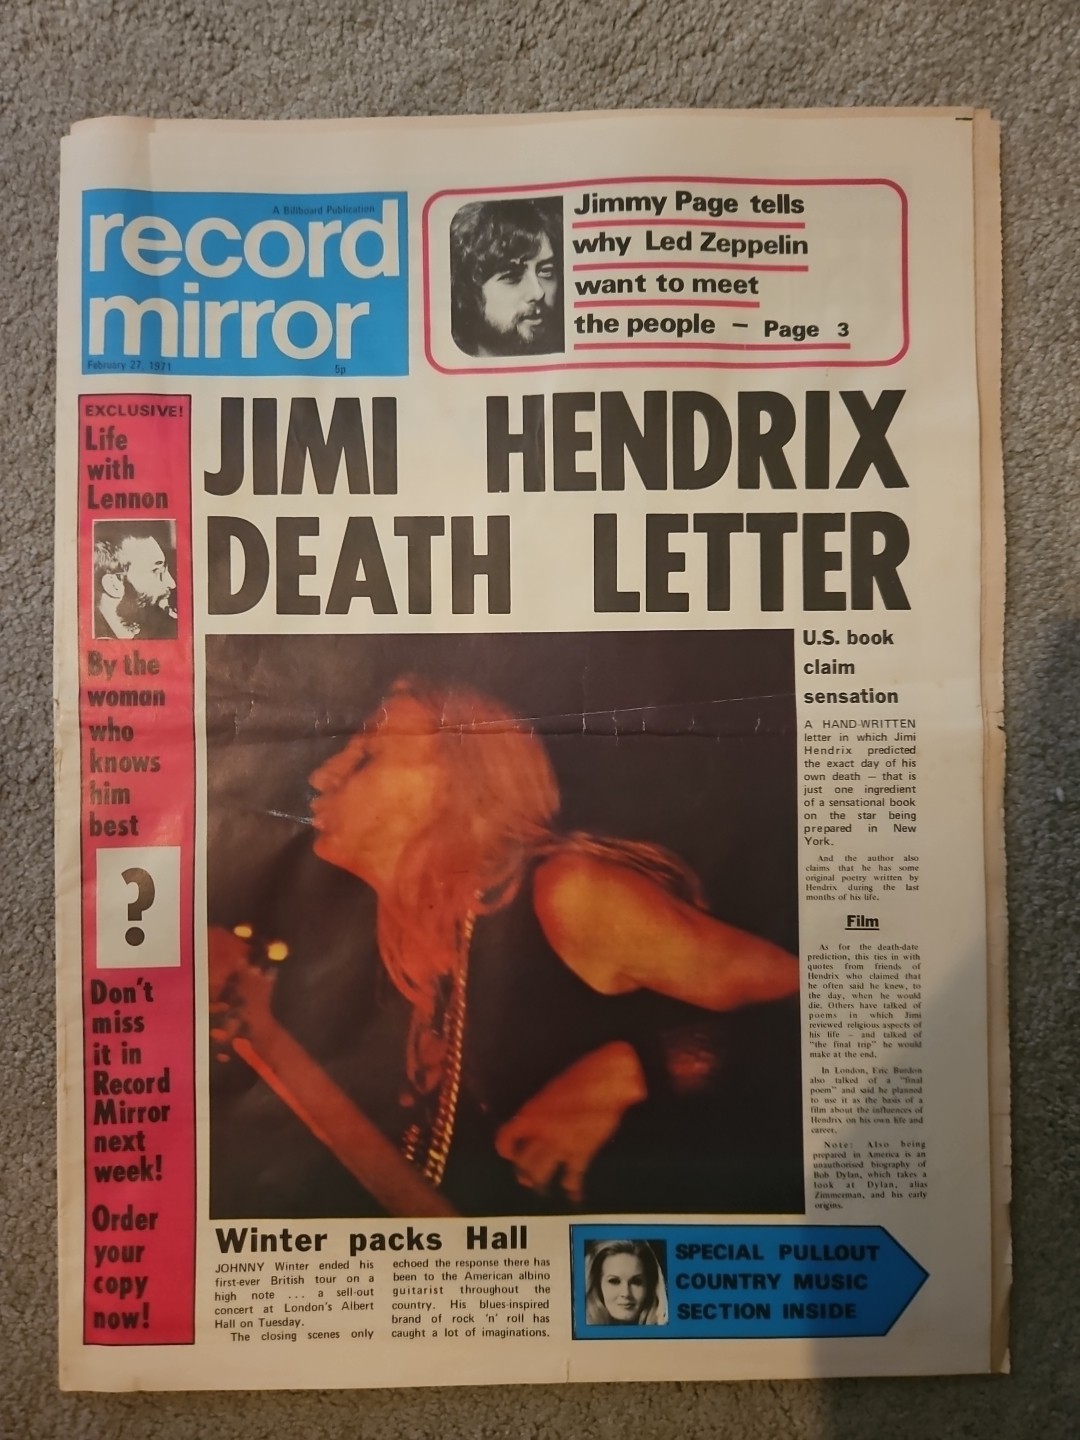 A Billboard Publication
record
mirror
February 27, 1971
5p
Jimmy Page tells
why Led Zeppelin
want to meet
the people – Page 3
EXCLUSIVE!
Life
with
Lennon
By the
woman
who
knows
him
best
?
Don't
miss
it in
Record
Mirror
next
week!
Order
your
copy
now!
JIMI HENDRIX
DEATH LETTER
U.S. book
claim
sensation
A HAND-WRITTEN
letter in which Jimi
Hendrix predicted
the exact day of his
own death — that is
just one ingredient
of a sensational book
on the star being
prepared in New
York.
And the author also
claims that he has some
original poetry written by
Hendrix during the last
months of his life.
Film
As for the death-date
prediction, this ties in with
quotes from friends of
Hendrix who claimed that
he often said he knew, to
the day, when he would
die. Others have talked of
poems in which Jimi
reviewed religious aspects of
his life – and talked of
"the final trip" he would
make at the end.
In London, Eric Burdon
also talked of a "final
poem" and said he planned
to use it as the basis of a
film about the influences of
Hendrix on his own life and
career.
Note: Also being
prepared in America is an
unauthorised biography of
Bob Dylan, which takes a
look at Dylan, alias
Zimmerman, and his early
origins.
Winter packs Hall
JOHNNY Winter ended his
first-ever British tour on a
high note ... a sell-out
concert at London's Albert
Hall on Tuesday.
The closing scenes only
echoed the response there has
been to the American albino
guitarist throughout the
country. His blues-inspired
brand of rock 'n' roll has
caught a lot of imaginations.
SPECIAL PULLOUT
COUNTRY MUSIC
SECTION INSIDE